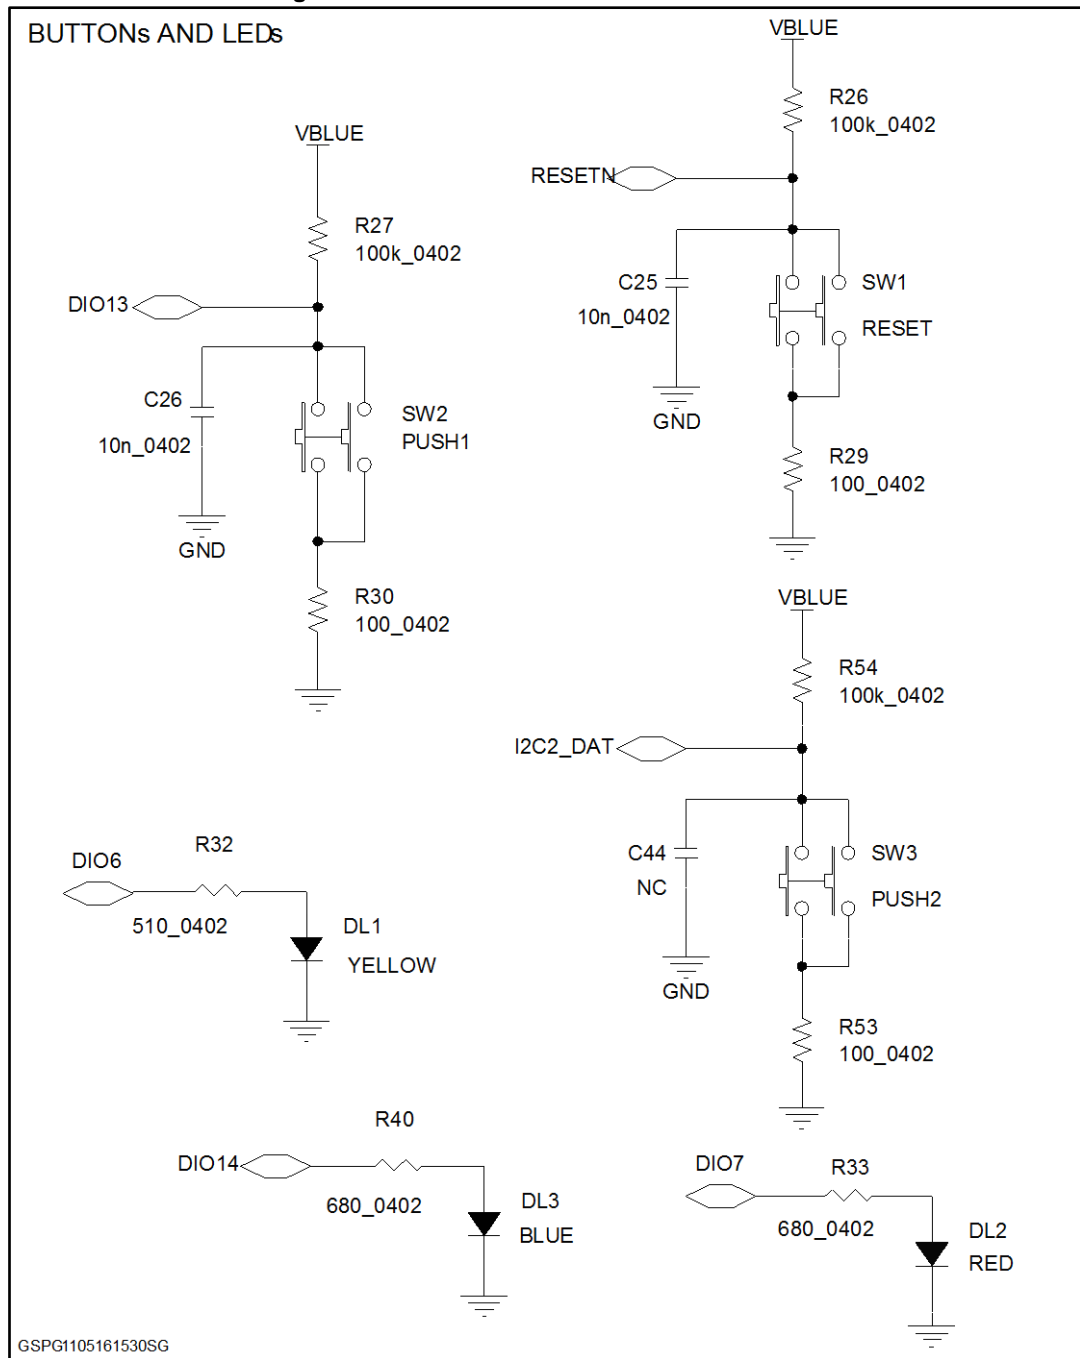 BUTTONs AND LEDs
VBLUE
R26
100k_0402
RESETN
C25
10n_0402
SW1
RESET
GND
R29
100_0402
VBLUE
R27
100k_0402
DIO13
C26
10n_0402
SW2
PUSH1
GND
R30
100_0402
VBLUE
R54
100k_0402
I2C2_DAT
C44
NC
SW3
PUSH2
GND
R53
100_0402
DIO6
R32
510_0402
DL1
YELLOW
DIO14
R40
680_0402
DL3
BLUE
DIO7
R33
680_0402
DL2
RED
GSPG1105161530SG